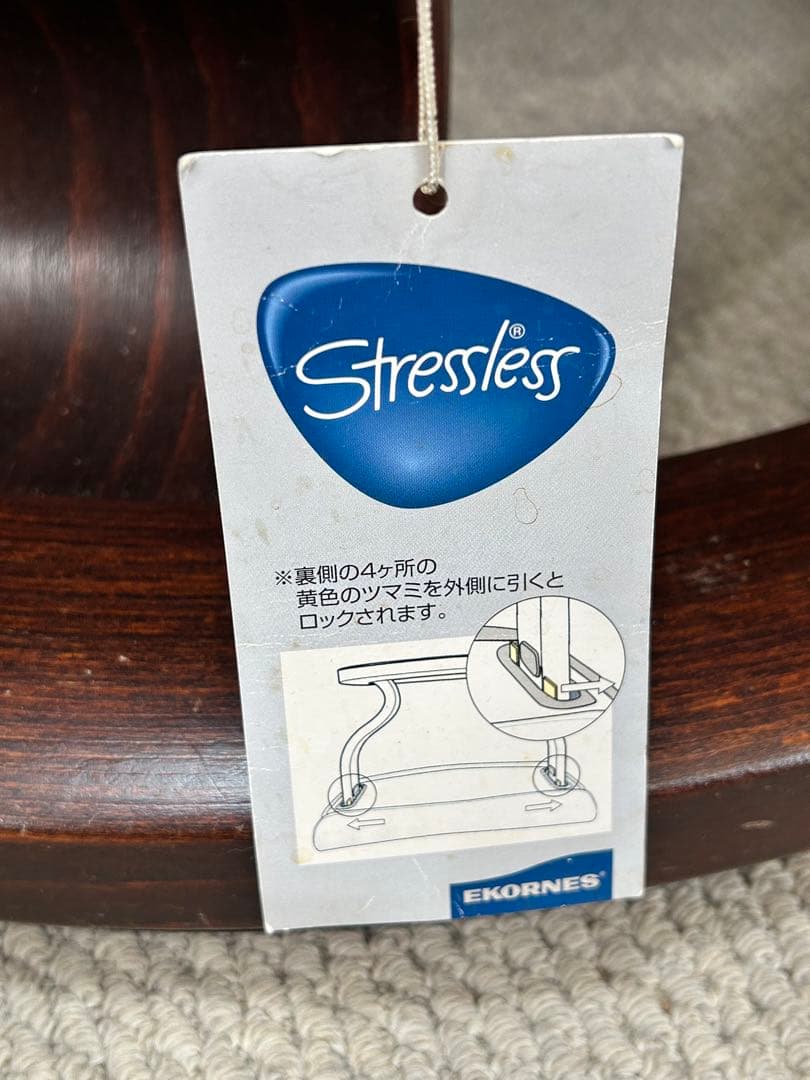 Stressless®
※裏側の4ヶ所の
黄色のツマミを外側に引くと
ロックされます。
EKORNES®